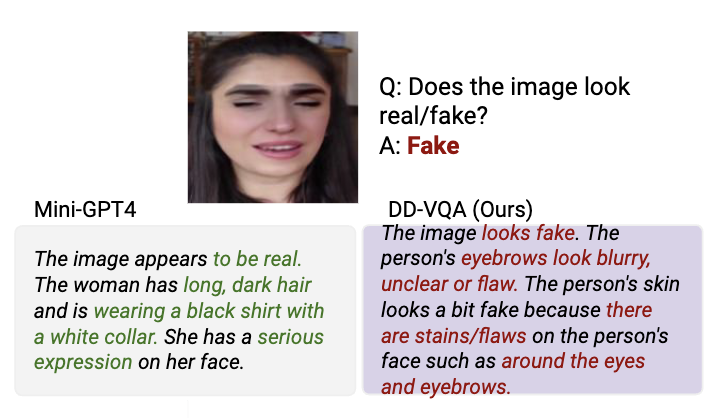 Q: Does the image look
real/fake?
A: Fake
Mini-GPT4
The image appears to be real.
The woman has long, dark hair
and is wearing a black shirt with
a white collar. She has a serious
expression on her face.
DD-VQA (Ours)
The image looks fake. The
person's eyebrows look blurry,
unclear or flaw. The person's skin
looks a bit fake because there
are stains/flaws on the person's
face such as around the eyes
and eyebrows.